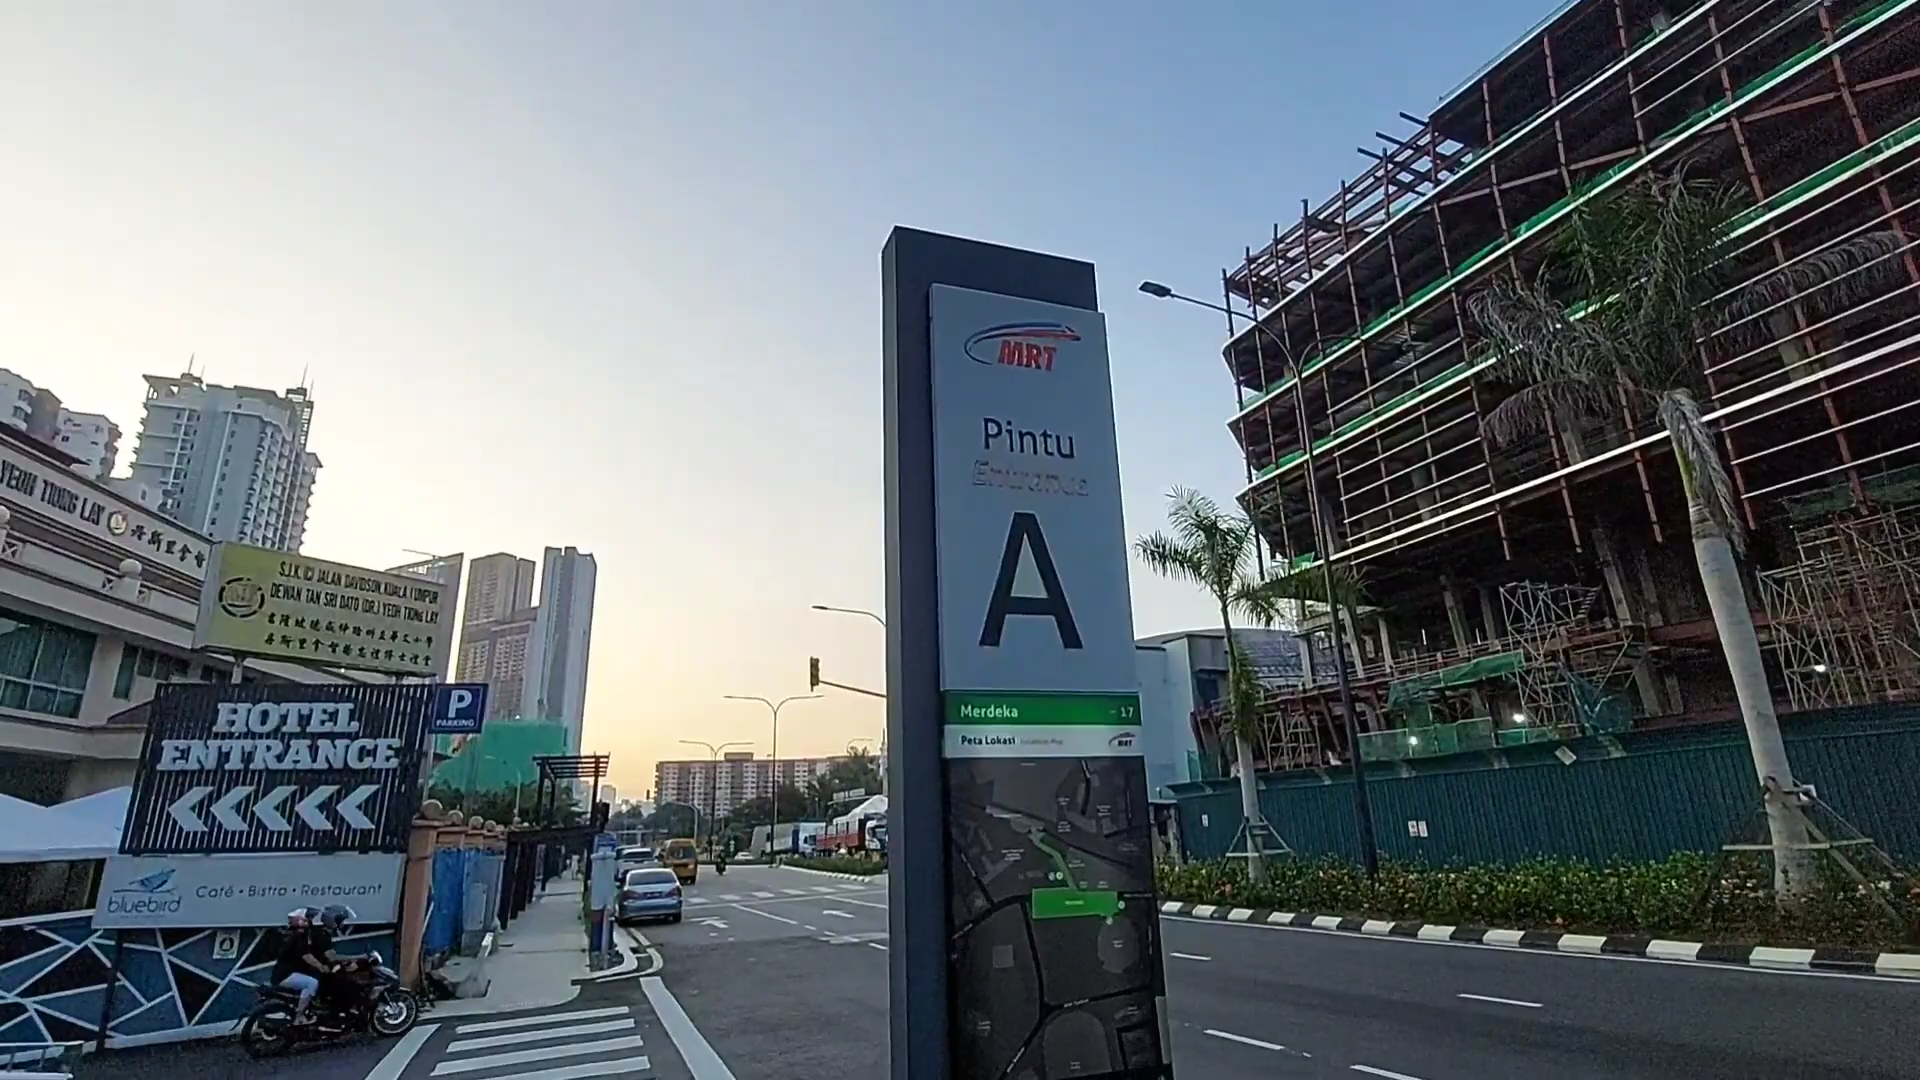 YEOH TIONG LAY
S.J.K. (C) JALAN DAVIDSON, KUALA LUMPUR
DEWAN TAN SRI DATO (DR.) YEOH TIONG LAY
HOTEL
ENTRANCE
P
PARKING
bluebird
Café • Bistro • Restaurant
MRT
Pintu
Entrance
A
Merdeka
17
Peta Lokasi